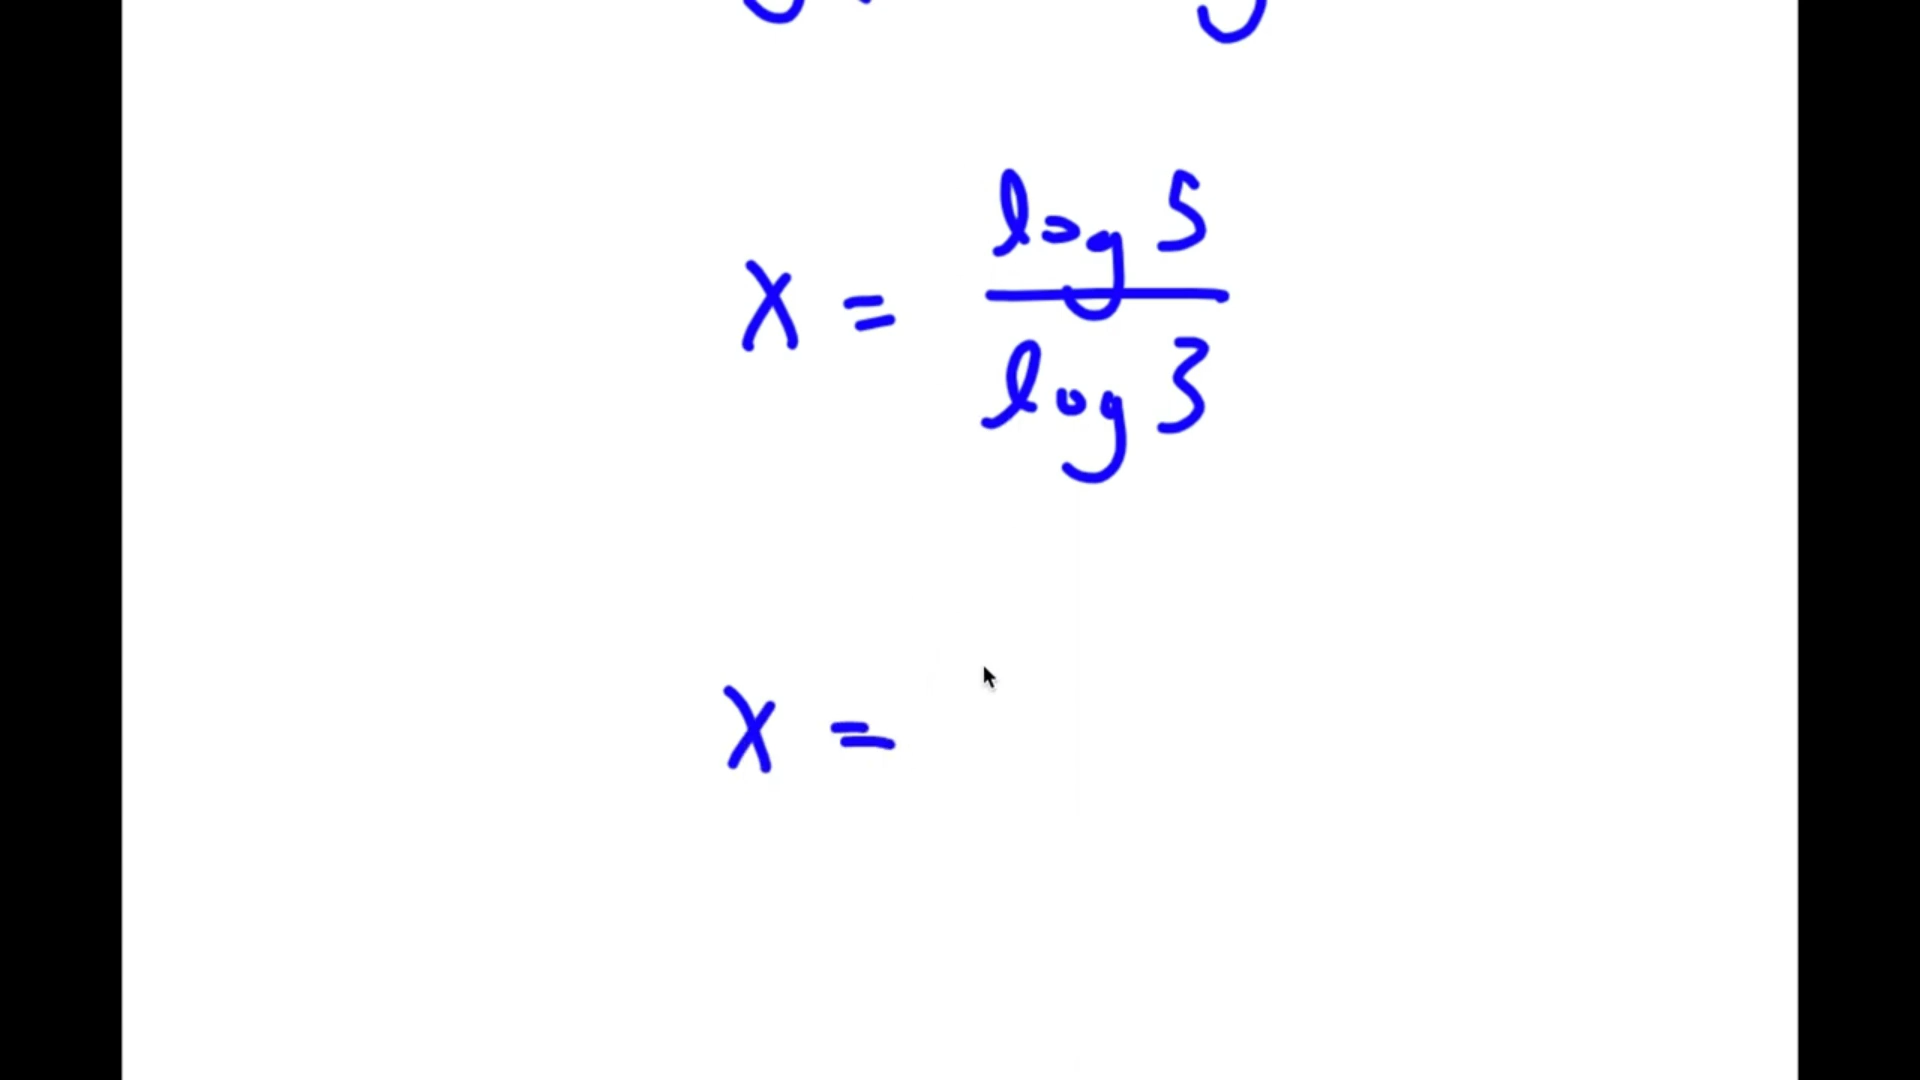 x = log 5 / log 3
x =